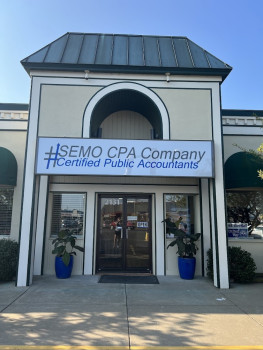 SEMO CPA Company
Certified Public Accountants